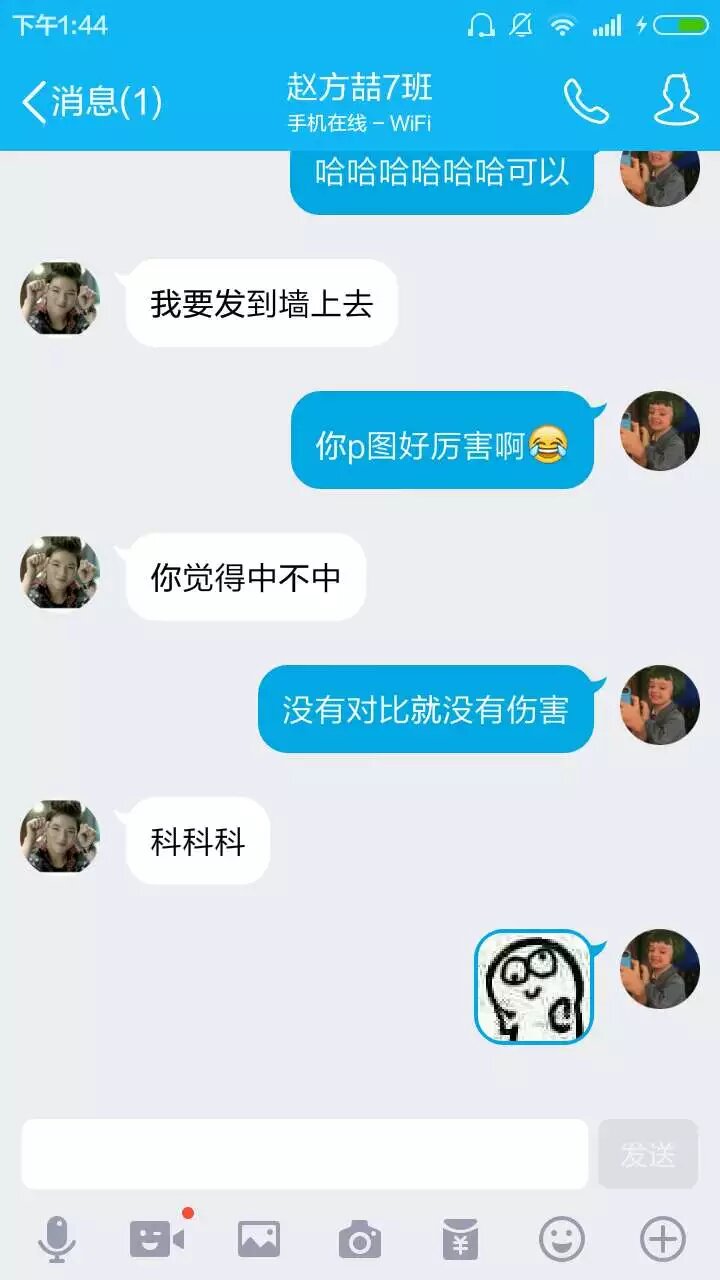 下午1:44
消息(1)
赵方喆7班
手机在线 – WiFi
哈哈哈哈哈哈可以
我要发到墙上去
你p图好厉害啊😂
你觉得中不中
没有对比就没有伤害
科科科
发送